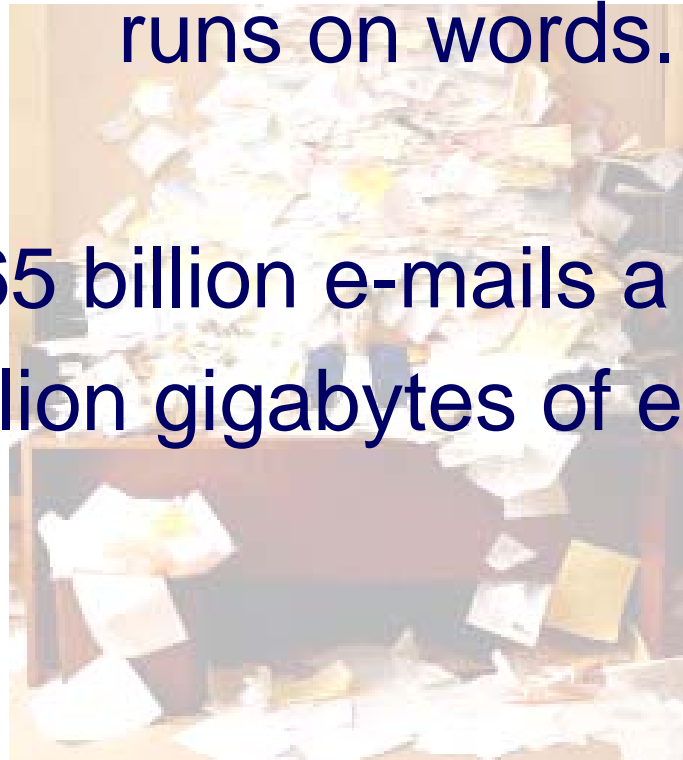 runs on words.
65 billion e-mails a
lion gigabytes of e